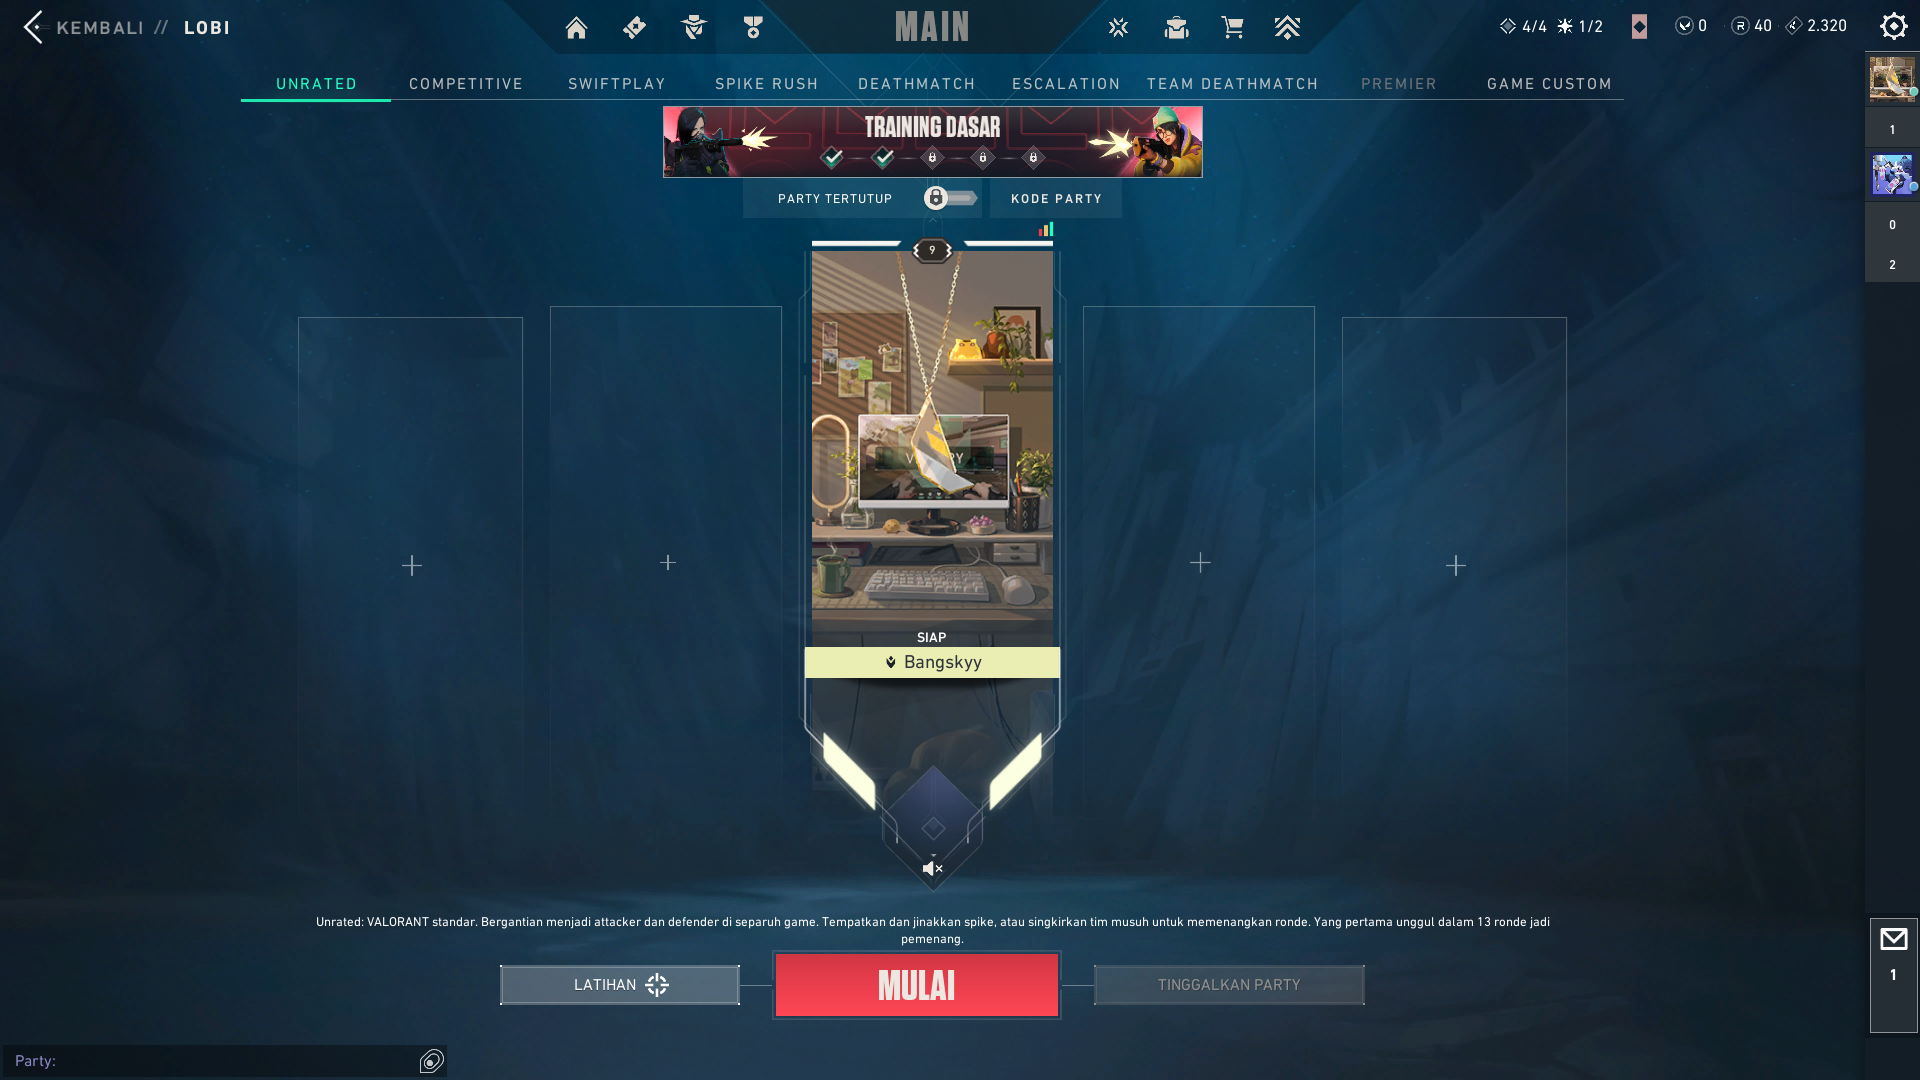 KEMBALI // LOBI
MAIN
4/4 1/2 0 40 2.320
UNRATED COMPETITIVE SWIFTPLAY SPIKE RUSH DEATHMATCH ESCALATION TEAM DEATHMATCH PREMIER GAME CUSTOM
TRAINING DASAR
PARTY TERTUTUP KODE PARTY
1
0
2
9
SIAP
Bangskyy
Unrated: VALORANT standar. Bergantian menjadi attacker dan defender di separuh game. Tempatkan dan jinakkan spike, atau singkirkan tim musuh untuk memenangkan ronde. Yang pertama unggul dalam 13 ronde jadi
pemenang.
LATIHAN MULAI TINGGALKAN PARTY
1
Party: